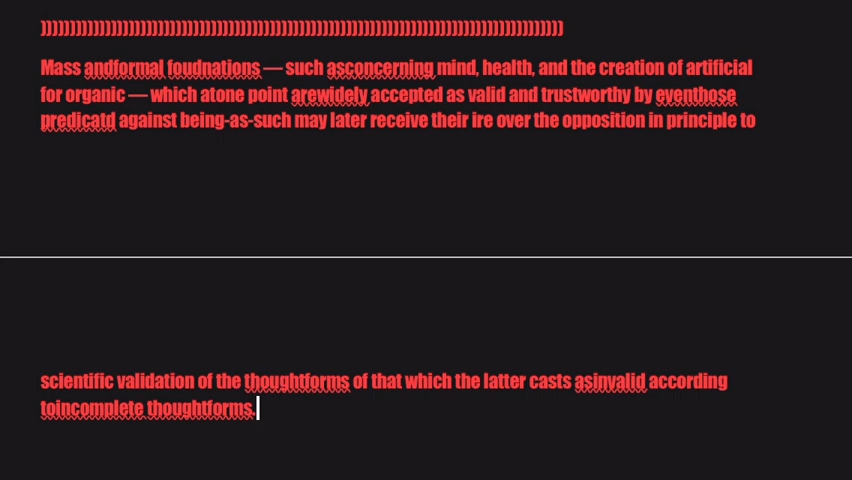 ))))))))))))))))))))))))))))))))))))))))))))))))))))))))))))))))))))))))))))))))))))))))))
Mass andformal foudnations — such asconcerning mind, health, and the creation of artificial
for organic — which atone point arewidely accepted as valid and trustworthy by eventhose
predicatd against being-as-such may later receive their ire over the opposition in principle to
scientific validation of the thoughtforms of that which the latter casts asinvalid according
toincomplete thoughtforms.